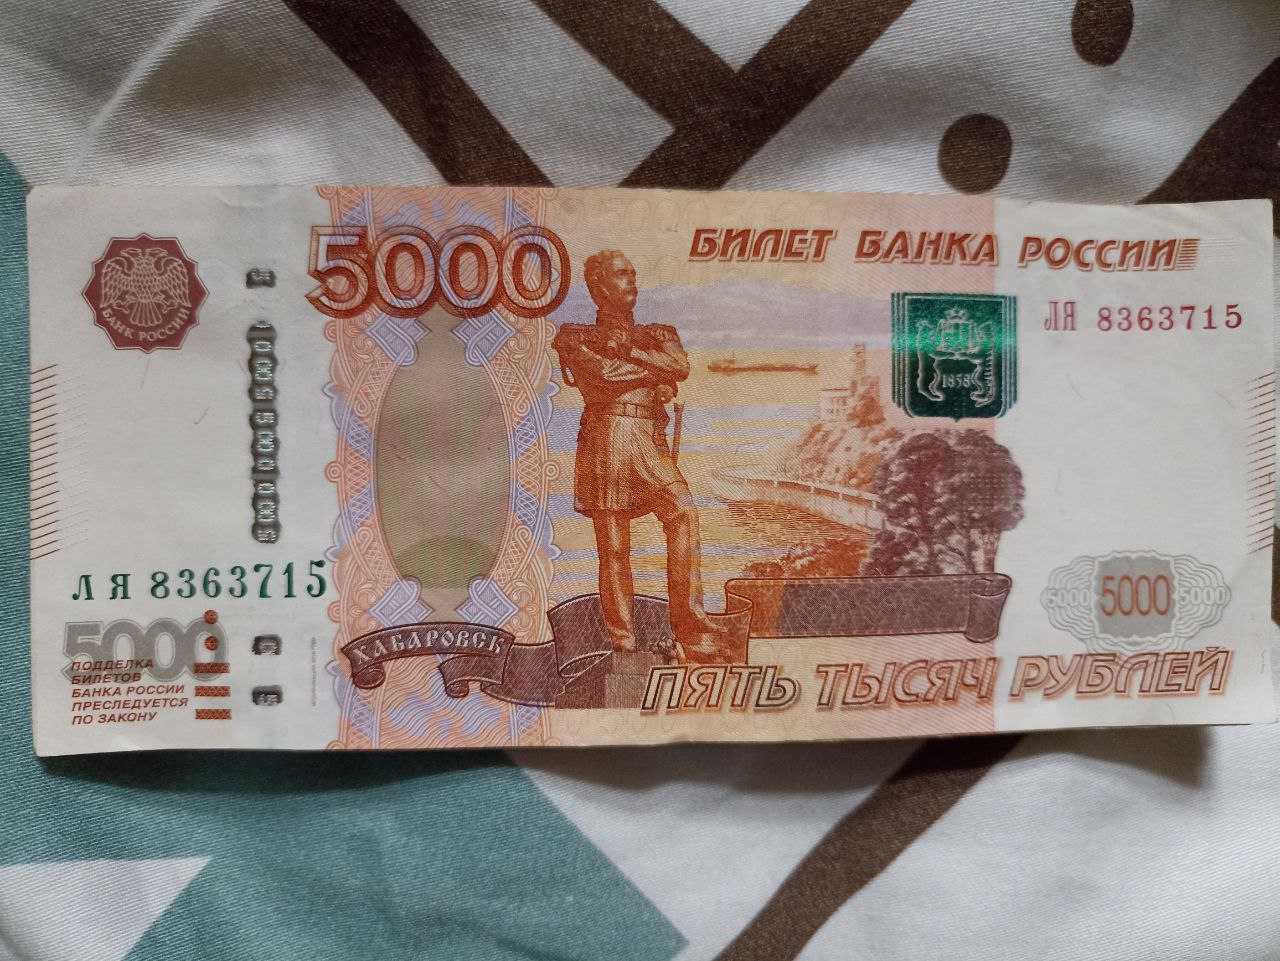 5000
БИЛЕТ БАНКА РОССИИ
БАНК РОССИИ
ЛЯ 8363715
1858
ЛЯ 8363715
5000
5000 5000 5000
ХАБАРОВСК
ПОДДЕЛКА
БИЛЕТОВ
БАНКА РОССИИ
ПРЕСЛЕДУЕТСЯ
ПО ЗАКОНУ
ПЯТЬ ТЫСЯЧ РУБЛЕЙ